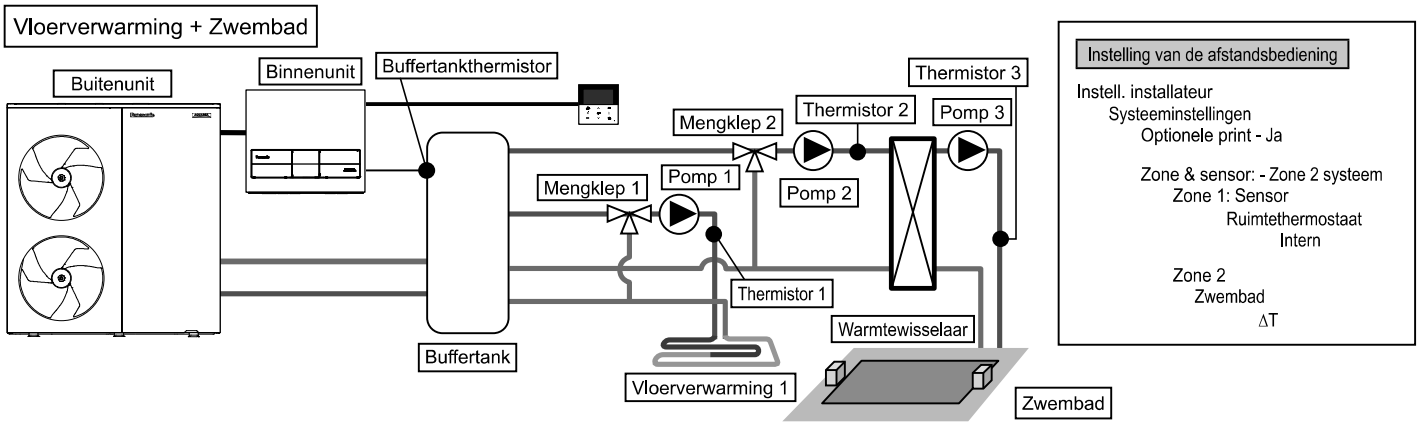 Vloerverwarming + Zwembad
Buitenunit
Binnenunit
Buffertankthermistor
Thermistor 3
Thermistor 2
Pomp 3
Mengklep 2
Pomp 1
Mengklep 1
Pomp 2
Thermistor 1
Warmtewisselaar
Buffertank
Vloerverwarming 1
Zwembad
Instelling van de afstandsbediening
Instell. installateur
Systeeminstellingen
Optionele print - Ja
Zone & sensor: - Zone 2 systeem
Zone 1: Sensor
Ruimtethermostaat
Intern
Zone 2
Zwembad
ΔT